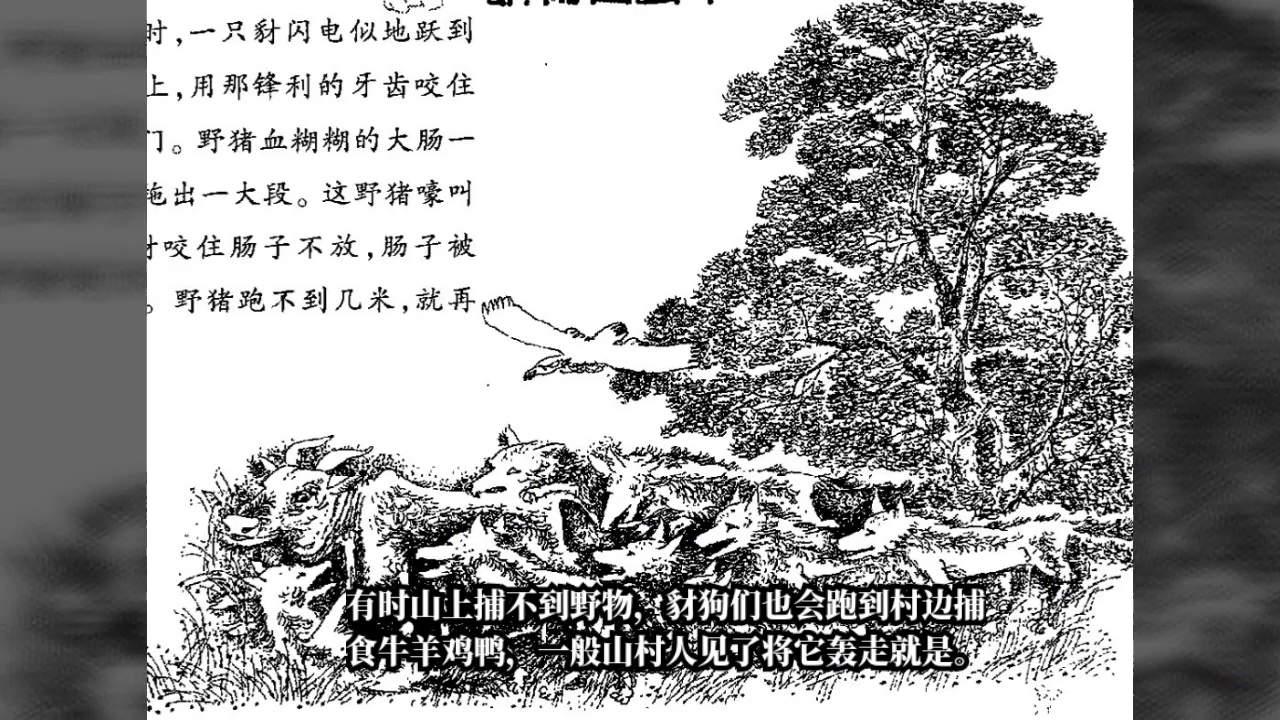 时,一只豺闪电似地跃到
上,用那锋利的牙齿咬住
门。野猪血糊糊的大肠一
拖出一大段。这野猪嚎叫
咬住肠子不放,肠子被
。野猪跑不到几米,就再
有时山上捕不到野物，豺狗们也会跑到村边捕
食牛羊鸡鸭，一般山村人见了将它轰走就是。